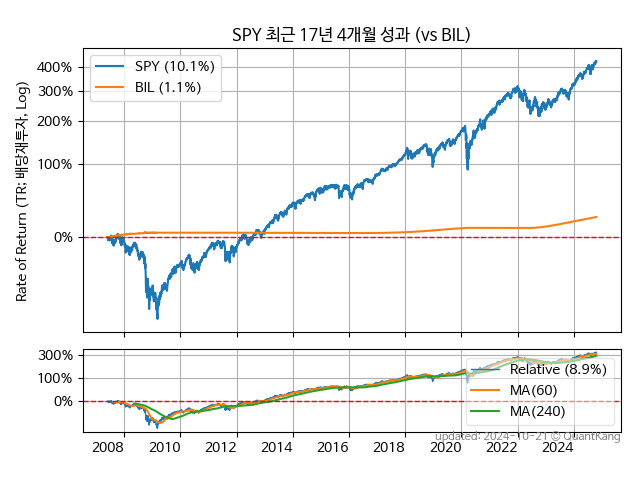 SPY 최근 17년 4개월 성과 (vs BIL)
Rate of Return (TR; 배당재투자, Log)
400%
300%
200%
100%
0%
SPY (10.1%)
BIL (1.1%)
300%
100%
0%
Relative (8.9%)
MA(60)
MA(240)
2008 2010 2012 2014 2016 2018 2020 2022 2024
updated: 2024-10-21 © QuantKang